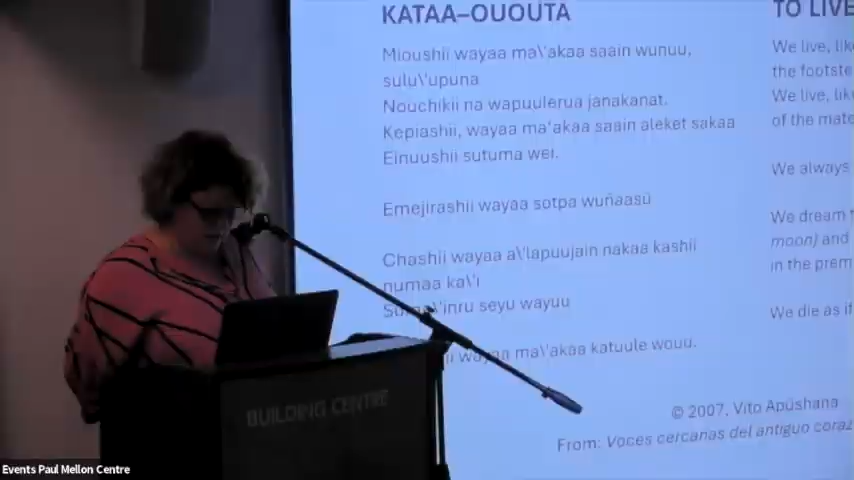 KATAA–OUOUTA
Mioushii wayaa ma\'akaa saain wunuu,
sulu\'upuna
Nouchikii na wapuulerua janakanat.
Kepiashii, wayaa ma'akaa saain aleket sakaa
Einuushii sutuma wei.
Emejirashii wayaa sotpa wuñaasü
Chashii wayaa a\'lapuujain nakaa kashii
numaa ka\'i
\'inru seyu wayuu
wayaa ma\'akaa katuule wouu.
TO LIVE
We live, lik
the footste
We live, lik
of the mate
We always
We dream
moon) and
in the prem
We die as if
© 2007, Vito Apüshana
From: Voces cercanas del antiguo coraz
BUILDING CENTRE
Events Paul Mellon Centre